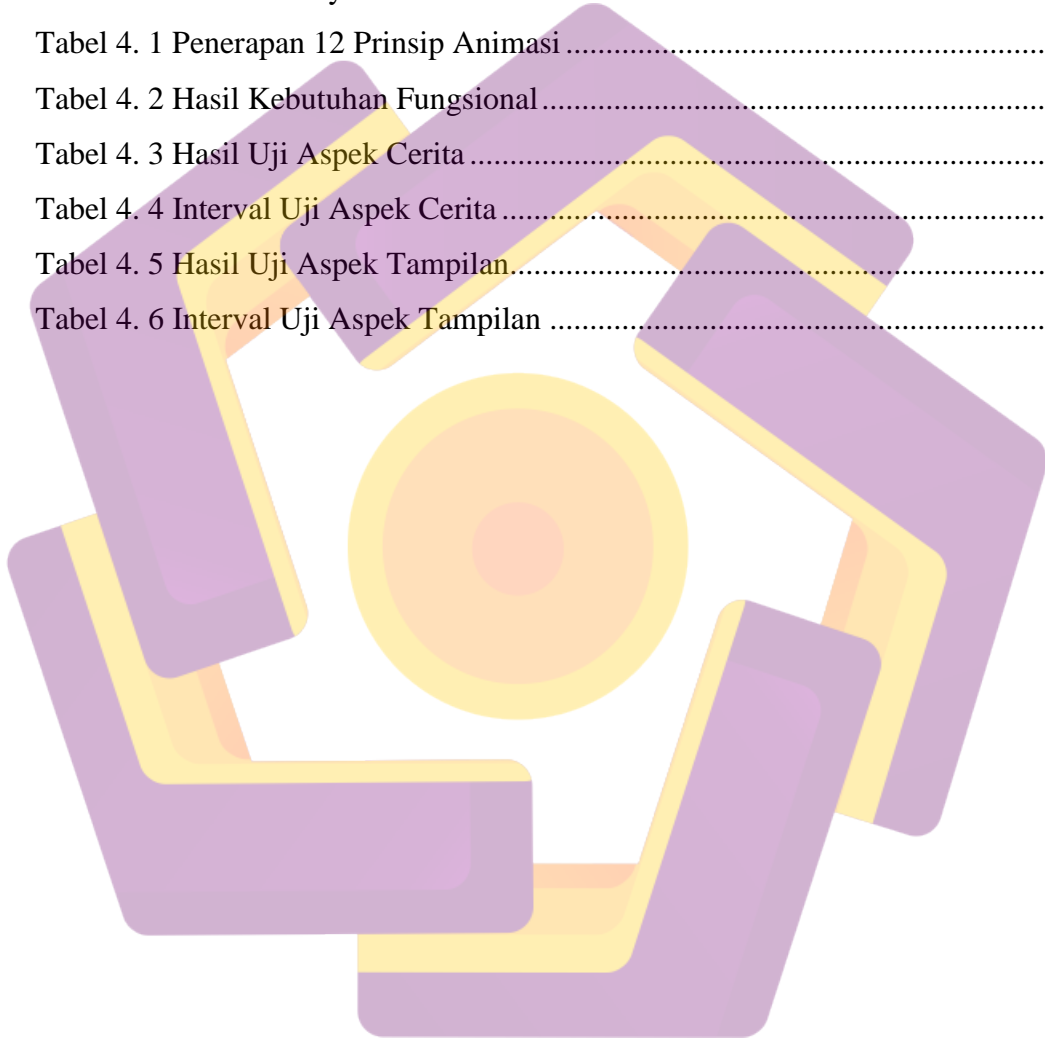 Tabel 4. 1 Penerapan 12 Prinsip Animasi ....................................................
Tabel 4. 2 Hasil Kebutuhan Fungsional ......................................................
Tabel 4. 3 Hasil Uji Aspek Cerita ...............................................................
Tabel 4. 4 Interval Uji Aspek Cerita ...........................................................
Tabel 4. 5 Hasil Uji Aspek Tampilan..........................................................
Tabel 4. 6 Interval Uji Aspek Tampilan .....................................................